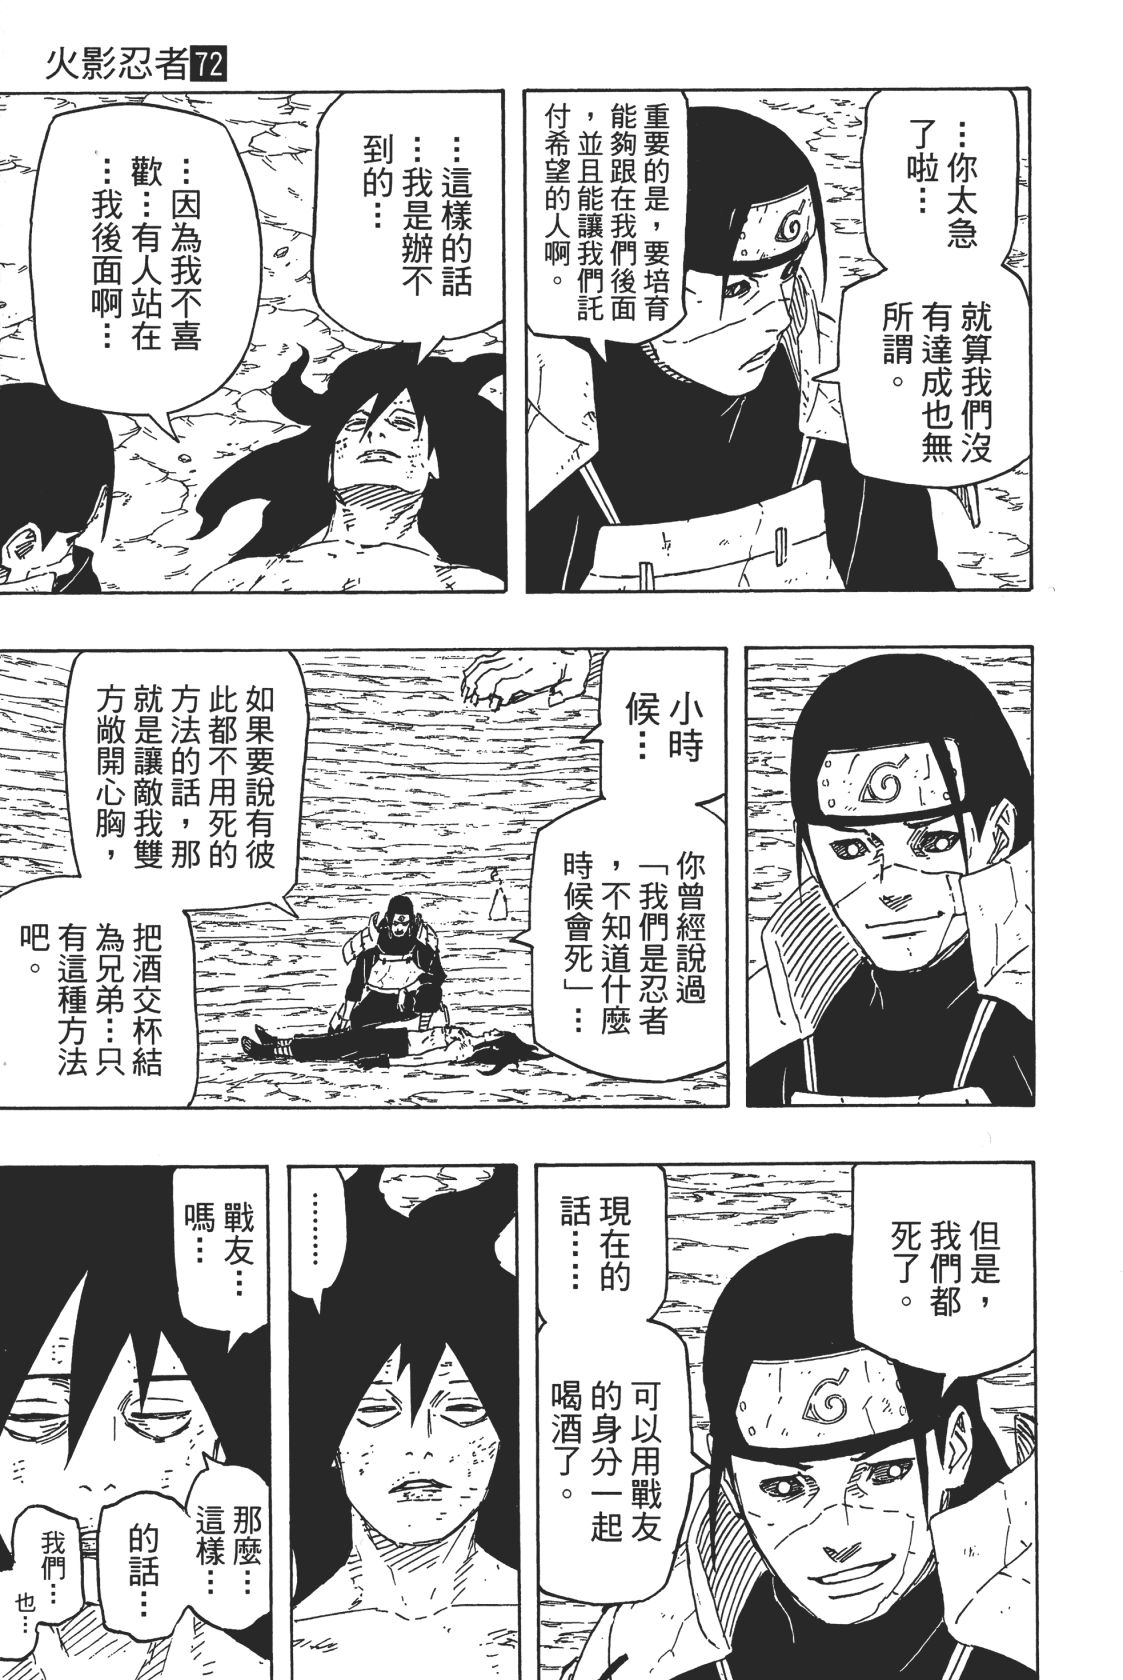 火影忍者72
…你太急
了啦…
就算我們沒
有達成也無
所謂。
重要的是，要培育
能夠跟在我們後面
，並且能讓我們託
付希望的人啊。
…這樣的話
…我是辦不
到的…
…因為我不喜
歡…有人站在
…我後面啊…
小時
候…
你曾經說過
「我們是忍者
，不知道什麼
時候會死」…
如果要說有彼
此都不用死的
方法的話，那
就是讓敵我雙
方敞開心胸，
把酒交杯結
為兄弟…只
有這種方法
吧。
但是，
我們都
死了。
現在的
話……
可以用戰友
的身分一起
喝酒了。
………
戰友…
嗎…
那麼…
這樣…
的話…
我們…
也…